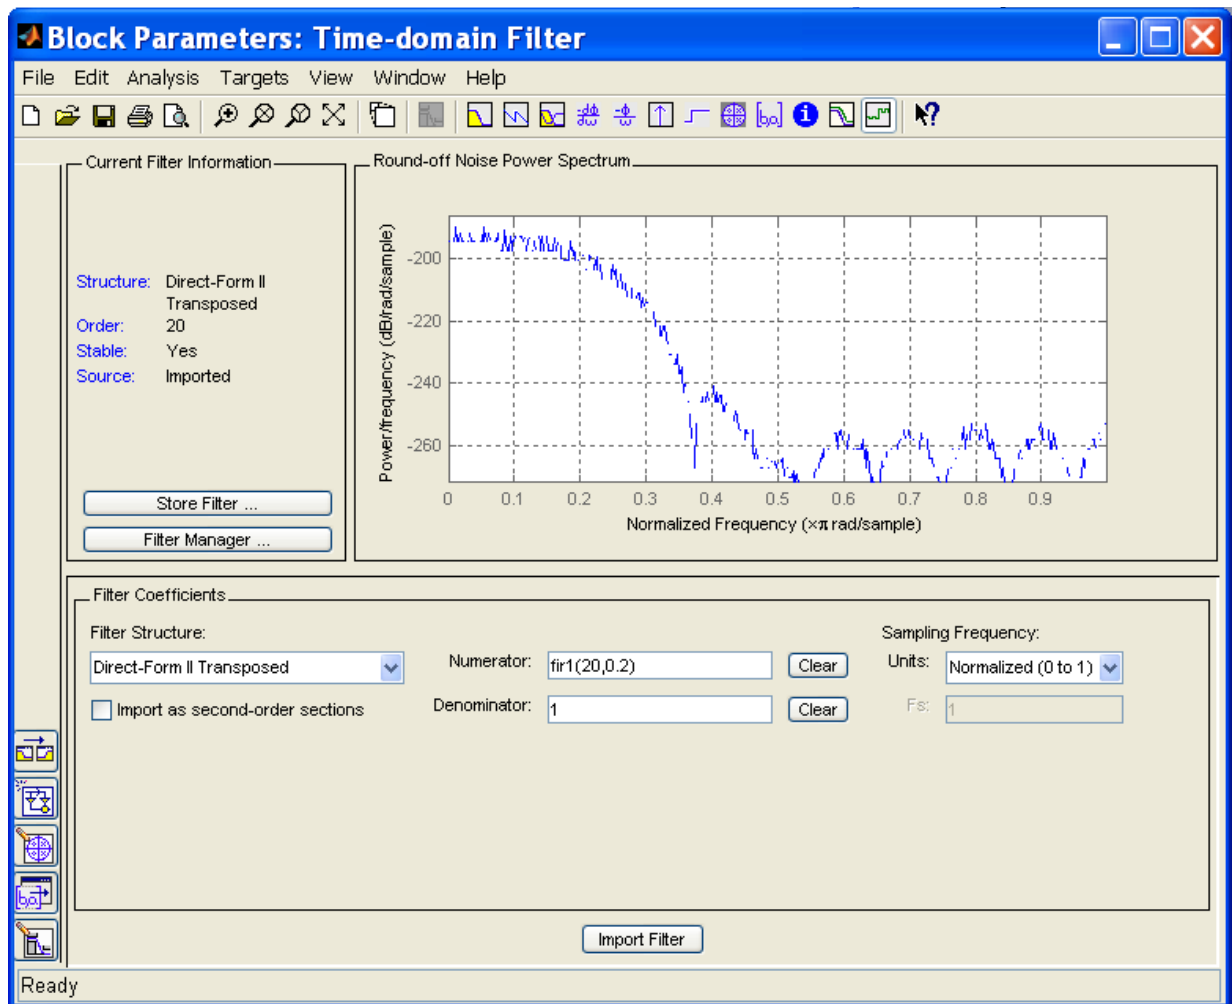 Block Parameters: Time-domain Filter
File Edit Analysis Targets View Window Help
Current Filter Information
Structure: Direct-Form II
Transposed
Order: 20
Stable: Yes
Source: Imported
Store Filter ...
Filter Manager ...
Round-off Noise Power Spectrum
Power/frequency (dB/rad/sample)
-200
-220
-240
-260
0 0.1 0.2 0.3 0.4 0.5 0.6 0.7 0.8 0.9
Normalized Frequency (×π rad/sample)
Filter Coefficients
Filter Structure:
Direct-Form II Transposed
Import as second-order sections
Numerator: fir1(20,0.2) Clear
Denominator: 1 Clear
Sampling Frequency:
Units: Normalized (0 to 1)
Fs: 1
Import Filter
Ready